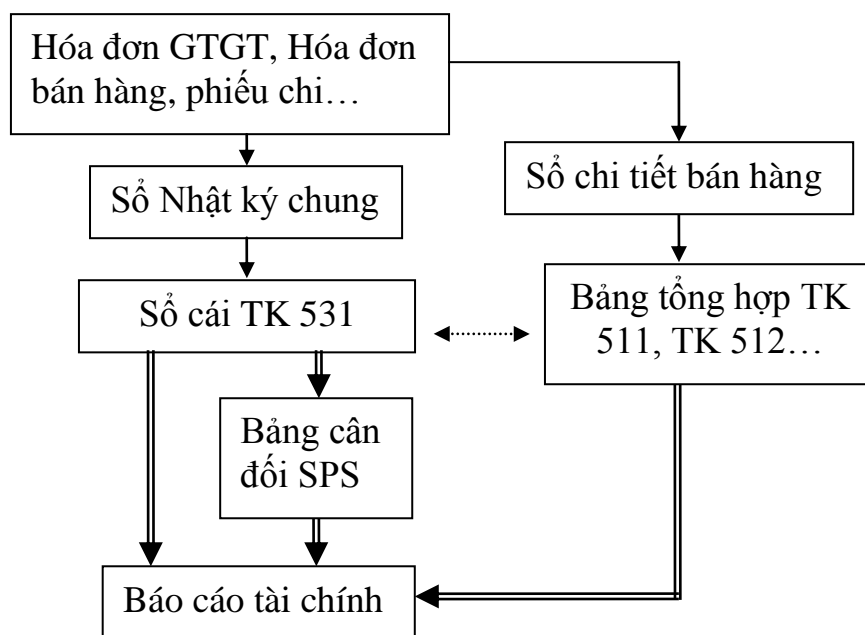 Hóa đơn GTGT, Hóa đơn
bán hàng, phiếu chi…
Sổ Nhật ký chung
Sổ chi tiết bán hàng
Sổ cái TK 531
Bảng tổng hợp TK
511, TK 512…
Bảng cân
đối SPS
Báo cáo tài chính